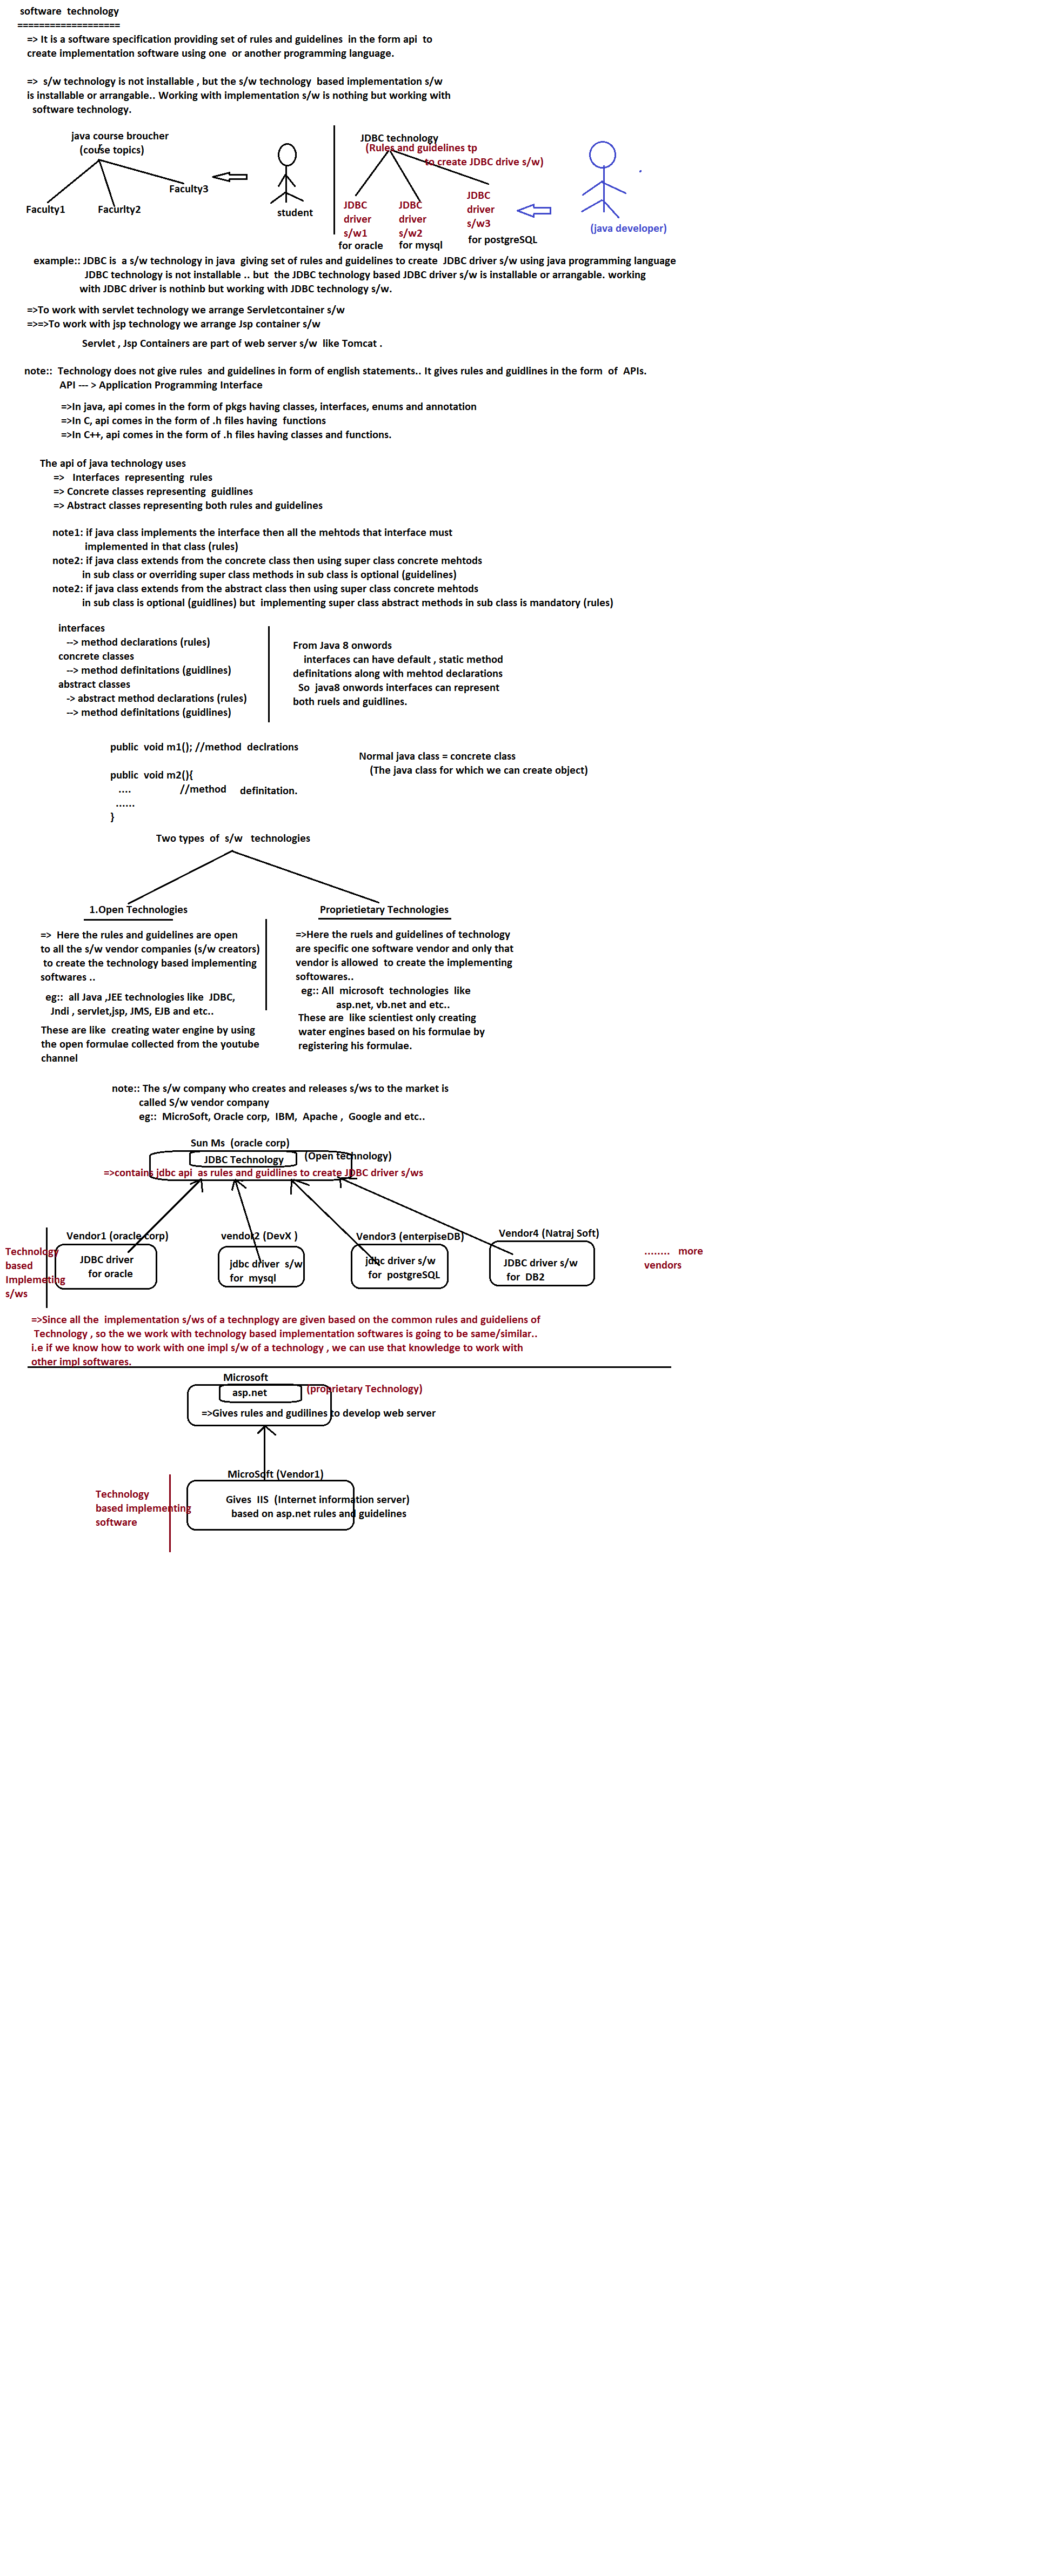 software  technology
===================
=> It is a software specification providing set of rules and guidelines  in the form api  to
create implementation software using one  or another programming language.
=>  s/w technology is not installable , but the s/w technology  based implementation s/w
is installable or arrangable.. Working with implementation s/w is nothing but working with
software technology.
java course broucher
(couse topics)
Faculty1
Facurlty2
Faculty3
student
JDBC technology
(Rules and guidelines tp
to create JDBC drive s/w)
JDBC
driver
s/w1
for oracle
JDBC
driver
s/w2
for mysql
JDBC
driver
s/w3
for postgreSQL
(java developer)
example:: JDBC is  a s/w technology in java  giving set of rules and guidelines to create  JDBC driver s/w using java programming language
JDBC technology is not installable .. but  the JDBC technology based JDBC driver s/w is installable or arrangable. working
with JDBC driver is nothinb but working with JDBC technology s/w.
=>To work with servlet technology we arrange Servletcontainer s/w
=>=>To work with jsp technology we arrange Jsp container s/w
Servlet , Jsp Containers are part of web server s/w  like Tomcat .
note::  Technology does not give rules  and guidelines in form of english statements.. It gives rules and guidlines in the form  of  APIs.
API --- > Application Programming Interface
=>In java, api comes in the form of pkgs having classes, interfaces, enums and annotation
=>In C, api comes in the form of .h files having  functions
=>In C++, api comes in the form of .h files having classes and functions.
The api of java technology uses
=>   Interfaces  representing  rules
=> Concrete classes representing  guidlines
=> Abstract classes representing both rules and guidelines
note1: if java class implements the interface then all the mehtods that interface must
implemented in that class (rules)
note2: if java class extends from the concrete class then using super class concrete mehtods
in sub class or overriding super class methods in sub class is optional (guidelines)
note2: if java class extends from the abstract class then using super class concrete mehtods
in sub class is optional (guidlines) but  implementing super class abstract methods in sub class is mandatory (rules)
interfaces
--> method declarations (rules)
concrete classes
--> method definitations (guidlines)
abstract classes
-> abstract method declarations (rules)
--> method definitations (guidlines)
From Java 8 onwords
interfaces can have default , static method
definitations along with mehtod declarations
So  java8 onwords interfaces can represent
both ruels and guidlines.
public  void m1(); //method  declrations
public  void m2(){
....    //method    definitation.
......
}
Normal java class = concrete class
(The java class for which we can create object)
Two types  of  s/w   technologies
1.Open Technologies
=>  Here the rules and guidelines are open
to all the s/w vendor companies (s/w creators)
to create the technology based implementing
softwares ..
eg::  all Java ,JEE technologies like  JDBC,
Jndi , servlet,jsp, JMS, EJB and etc..
These are like  creating water engine by using
the open formulae collected from the youtube
channel
Proprietietary Technologies
=>Here the ruels and guidelines of technology
are specific one software vendor and only that
vendor is allowed  to create the implementing
softowares..
eg:: All  microsoft  technologies  like
asp.net, vb.net and etc..
These are  like scientiest only creating
water engines based on his formulae by
registering his formulae.
note:: The s/w company who creates and releases s/ws to the market is
called S/w vendor company
eg::  MicroSoft, Oracle corp,  IBM,  Apache ,  Google and etc..
Sun Ms  (oracle corp)
JDBC Technology
(Open technology)
=>contains jdbc api  as rules and guidlines to create JDBC driver s/ws
Technology
based
Implemeting
s/ws
Vendor1 (oracle corp)
JDBC driver
for oracle
vendor2 (DevX )
jdbc driver  s/w
for  mysql
Vendor3 (enterpiseDB)
jdbc driver s/w
for  postgreSQL
Vendor4 (Natraj Soft)
JDBC driver s/w
for  DB2
........   more
vendors
=>Since all the  implementation s/ws of a technplogy are given based on the common rules and guideliens of
Technology , so the we work with technology based implementation softwares is going to be same/similar..
i.e if we know how to work with one impl s/w of a technology , we can use that knowledge to work with
other impl softwares.
Microsoft
asp.net
(proprietary Technology)
=>Gives rules and gudilines to develop web server
MicroSoft (Vendor1)
Technology
based implementing
software
Gives  IIS  (Internet information server)
based on asp.net rules and guidelines